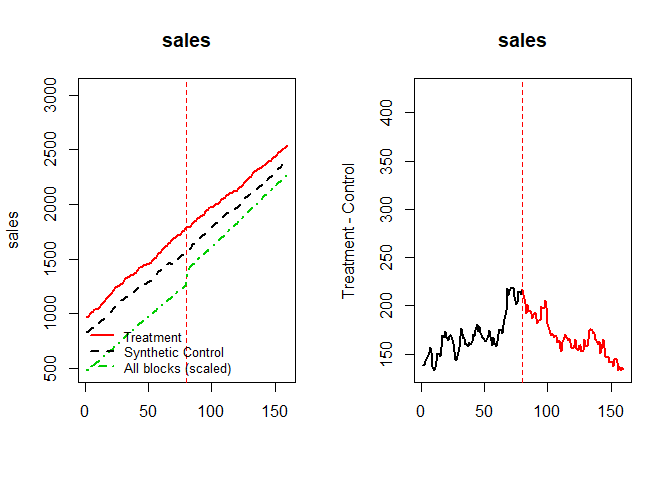 sales
sales
3000
2500
2000
1500
1000
500
sales
Treatment
Synthetic Control
All blocks (scaled)
0 50 100 150
400
350
300
250
200
150
Treatment - Control
0 50 100 150